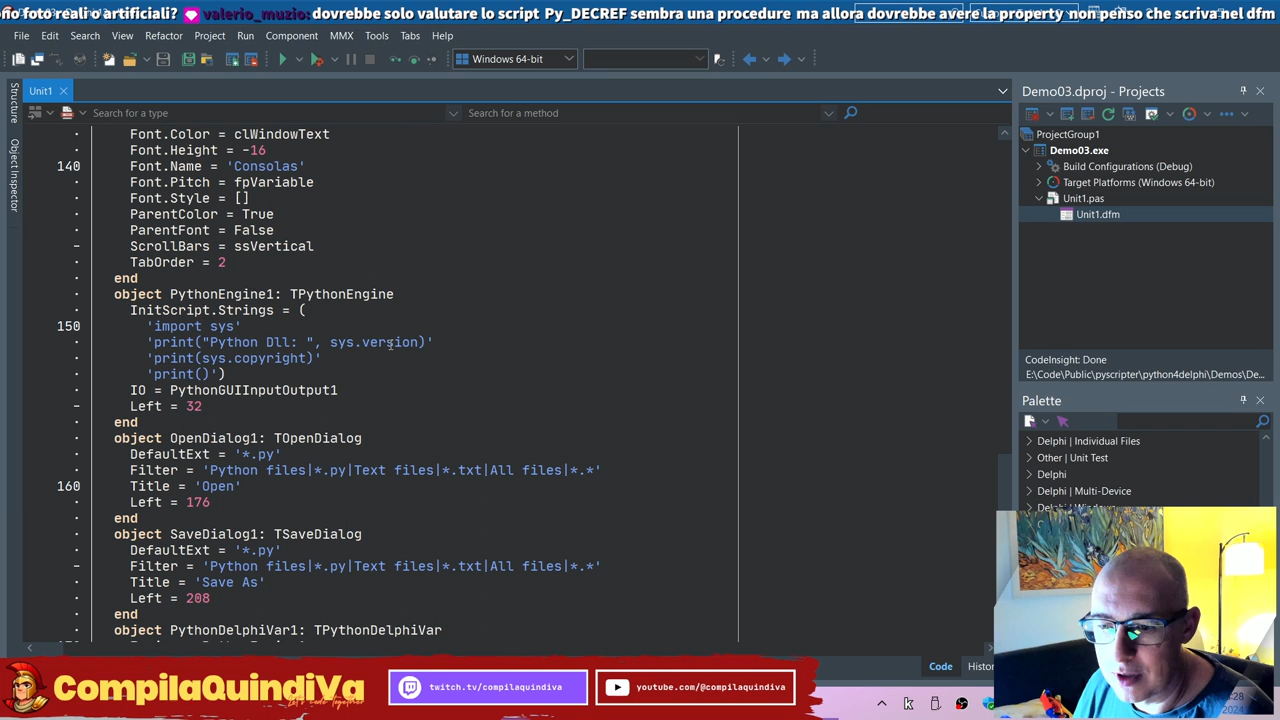 no foto reali o artificiali? valerio_muzio: dovrebbe solo valutare lo script Py_DECREF sembra una procedure ma allora dovrebbe avere la property non penso che scriva nel dfm
File Edit Search View Refactor Project Run Component MMX Tools Tabs Help
Windows 64-bit
Unit1
Structure
Object Inspector
Search for a type
Search for a method
Font.Color = clWindowText
Font.Height = -16
140 Font.Name = 'Consolas'
Font.Pitch = fpVariable
Font.Style = []
ParentColor = True
ParentFont = False
ScrollBars = ssVertical
TabOrder = 2
end
object PythonEngine1: TPythonEngine
InitScript.Strings = (
150 'import sys'
'print("Python Dll: ", sys.version)'
'print(sys.copyright)'
'print()')
IO = PythonGUIInputOutput1
Left = 32
end
object OpenDialog1: TOpenDialog
DefaultExt = '*.py'
Filter = 'Python files|*.py|Text files|*.txt|All files|*.*'
160 Title = 'Open'
Left = 176
end
object SaveDialog1: TSaveDialog
DefaultExt = '*.py'
Filter = 'Python files|*.py|Text files|*.txt|All files|*.*'
Title = 'Save As'
Left = 208
end
object PythonDelphiVar1: TPythonDelphiVar
Code
Histor
Demo03.dproj - Projects
ProjectGroup1
Demo03.exe
Build Configurations (Debug)
Target Platforms (Windows 64-bit)
Unit1.pas
Unit1.dfm
CodeInsight: Done
E:\Code\Public\pyscripter\python4delphi\Demos\De...
Palette
Delphi | Individual Files
Other | Unit Test
Delphi
Delphi | Multi-Device
CompilaQuindiVa
Let's code Together
twitch.tv/compilaquindiva
youtube.com/@compilaquindiva